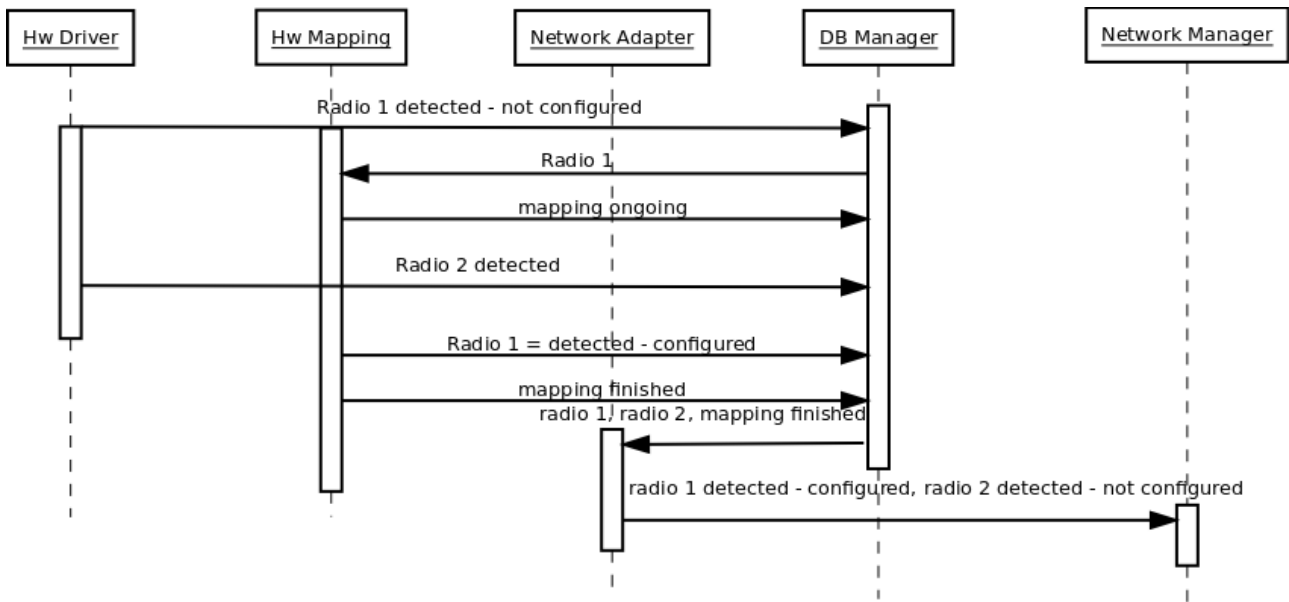 Hw Driver
Hw Mapping
Network Adapter
DB Manager
Network Manager
Radio 1 detected - not configured
Radio 1
mapping ongoing
Radio 2 detected
Radio 1 = detected - configured
mapping finished
radio 1, radio 2, mapping finished
radio 1 detected - configured, radio 2 detected - not configured